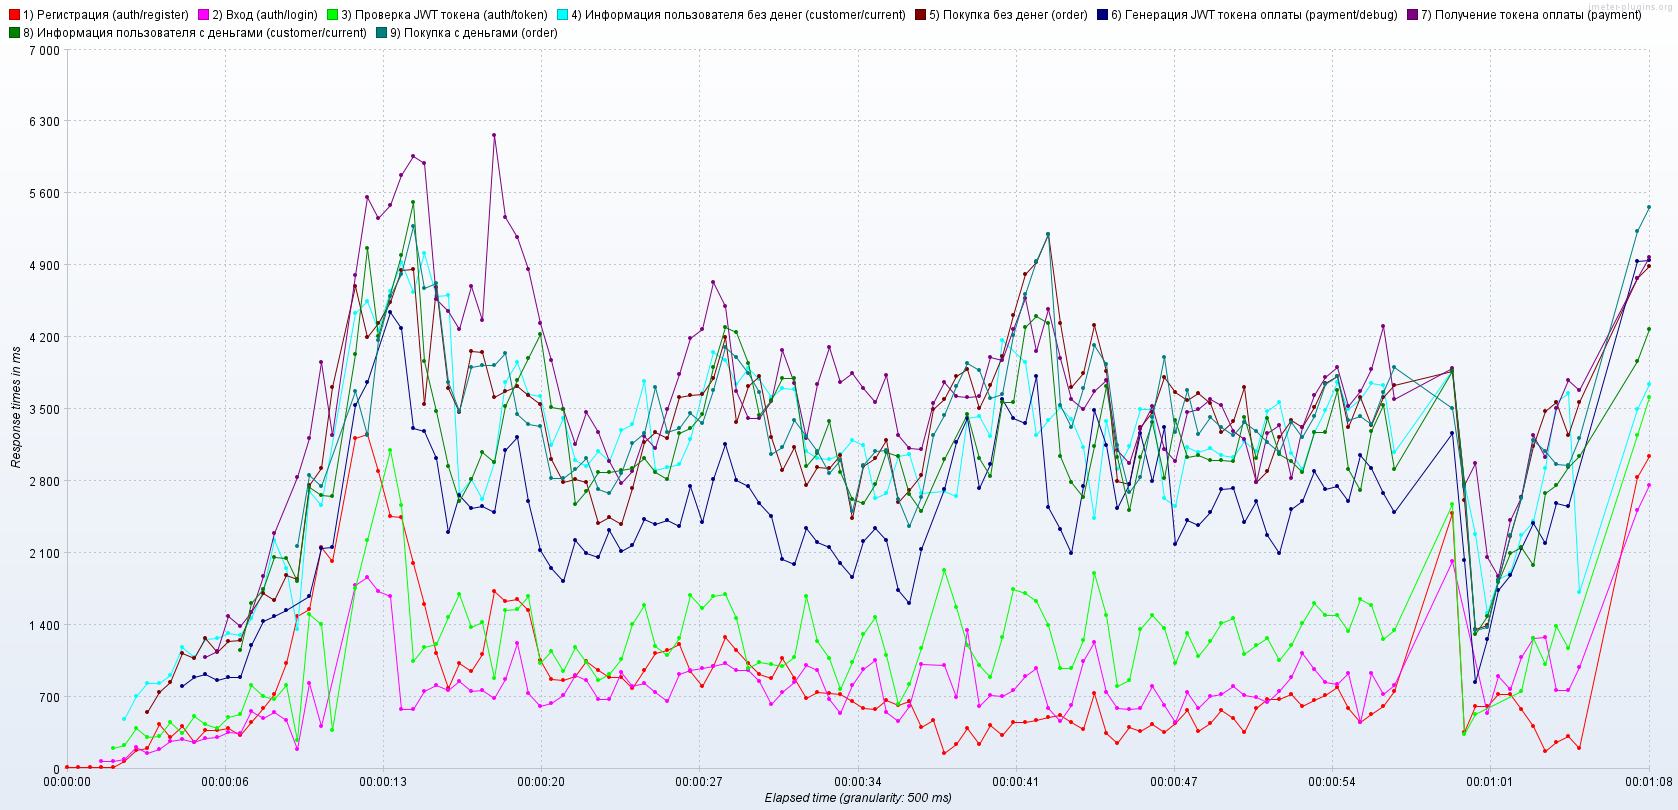 jmeter-plugins.org
1) Регистрация (auth/register) 2) Вход (auth/login) 3) Проверка JWT токена (auth/token) 4) Информация пользователя без денег (customer/current) 5) Покупка без денег (order) 6) Генерация JWT токена оплаты (payment/debug) 7) Получение токена оплаты (payment)
8) Информация пользователя с деньгами (customer/current) 9) Покупка с деньгами (order)
7 000
6 300
5 600
4 900
4 200
3 500
2 800
2 100
1 400
700
0
Response times in ms
00:00:00 00:00:06 00:00:13 00:00:20 00:00:27 00:00:34 00:00:41 00:00:47 00:00:54 00:01:01 00:01:08
Elapsed time (granularity: 500 ms)